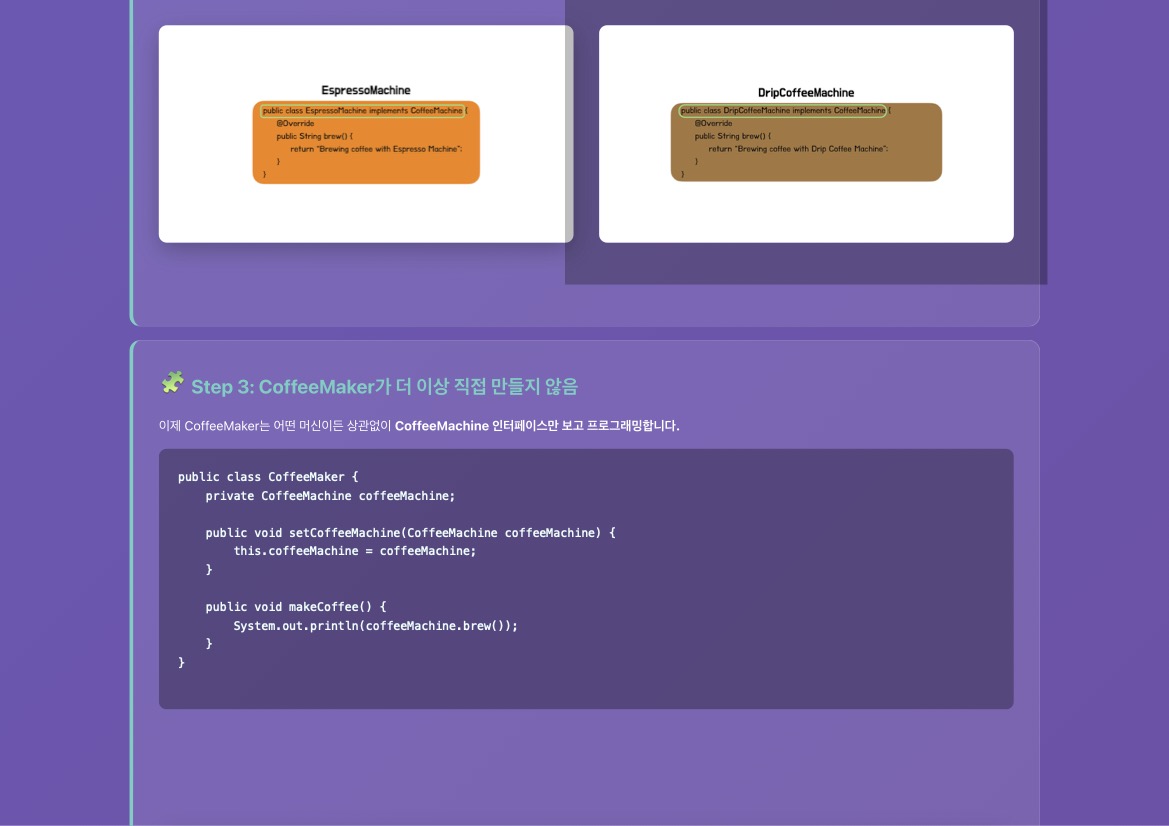 EspressoMachine
public class EspressoMachine implements CoffeeMachine {
@Override
public String brew() {
return "Brewing coffee with Espresso Machine";
}
}
DripCoffeeMachine
public class DripCoffeeMachine implements CoffeeMachine {
@Override
public String brew() {
return "Brewing coffee with Drip Coffee Machine";
}
}
Step 3: CoffeeMaker가 더 이상 직접 만들지 않음
이제 CoffeeMaker는 어떤 머신이든 상관없이 CoffeeMachine 인터페이스만 보고 프로그래밍합니다.
public class CoffeeMaker {
private CoffeeMachine coffeeMachine;
public void setCoffeeMachine(CoffeeMachine coffeeMachine) {
this.coffeeMachine = coffeeMachine;
}
public void makeCoffee() {
System.out.println(coffeeMachine.brew());
}
}